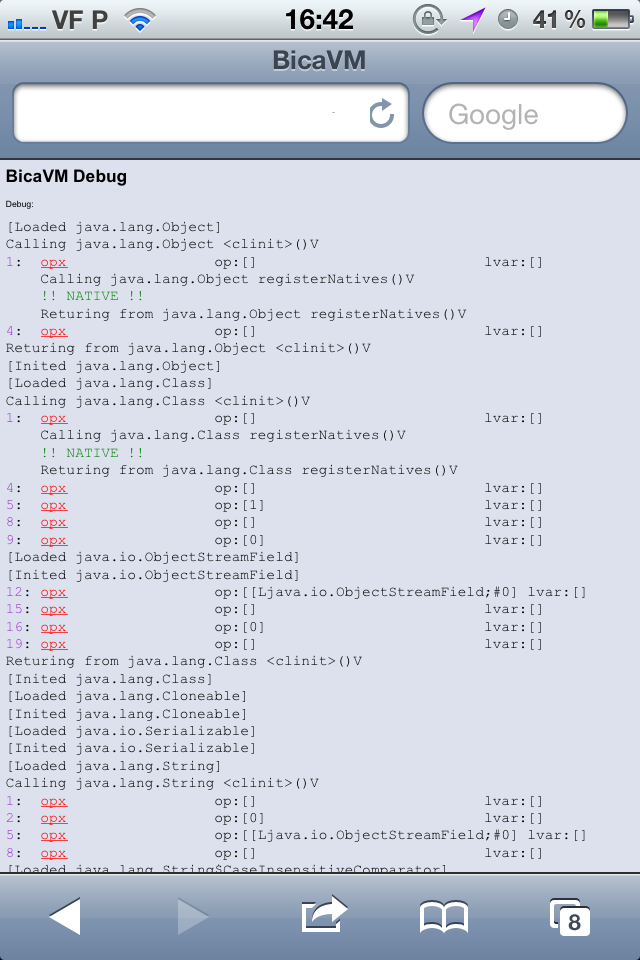 VF P 16:42 41 %
BicaVM
Google
BicaVM Debug
Debug:
[Loaded java.lang.Object]
Calling java.lang.Object <clinit>()V
1: opx op:[] lvar:[]
Calling java.lang.Object registerNatives()V
!! NATIVE !!
Returing from java.lang.Object registerNatives()V
4: opx op:[] lvar:[]
Returing from java.lang.Object <clinit>()V
[Inited java.lang.Object]
[Loaded java.lang.Class]
Calling java.lang.Class <clinit>()V
1: opx op:[] lvar:[]
Calling java.lang.Class registerNatives()V
!! NATIVE !!
Returing from java.lang.Class registerNatives()V
4: opx op:[] lvar:[]
5: opx op:[1] lvar:[]
8: opx op:[] lvar:[]
9: opx op:[0] lvar:[]
[Loaded java.io.ObjectStreamField]
[Inited java.io.ObjectStreamField]
12: opx op:[[Ljava.io.ObjectStreamField;#0] lvar:[]
15: opx op:[] lvar:[]
16: opx op:[0] lvar:[]
19: opx op:[] lvar:[]
Returing from java.lang.Class <clinit>()V
[Inited java.lang.Class]
[Loaded java.lang.Cloneable]
[Inited java.lang.Cloneable]
[Loaded java.io.Serializable]
[Inited java.io.Serializable]
[Loaded java.lang.String]
Calling java.lang.String <clinit>()V
1: opx op:[] lvar:[]
2: opx op:[0] lvar:[]
5: opx op:[[Ljava.io.ObjectStreamField;#0] lvar:[]
8: opx op:[] lvar:[]
[Loaded java.lang.String$CaseInsensitiveComparator]
8